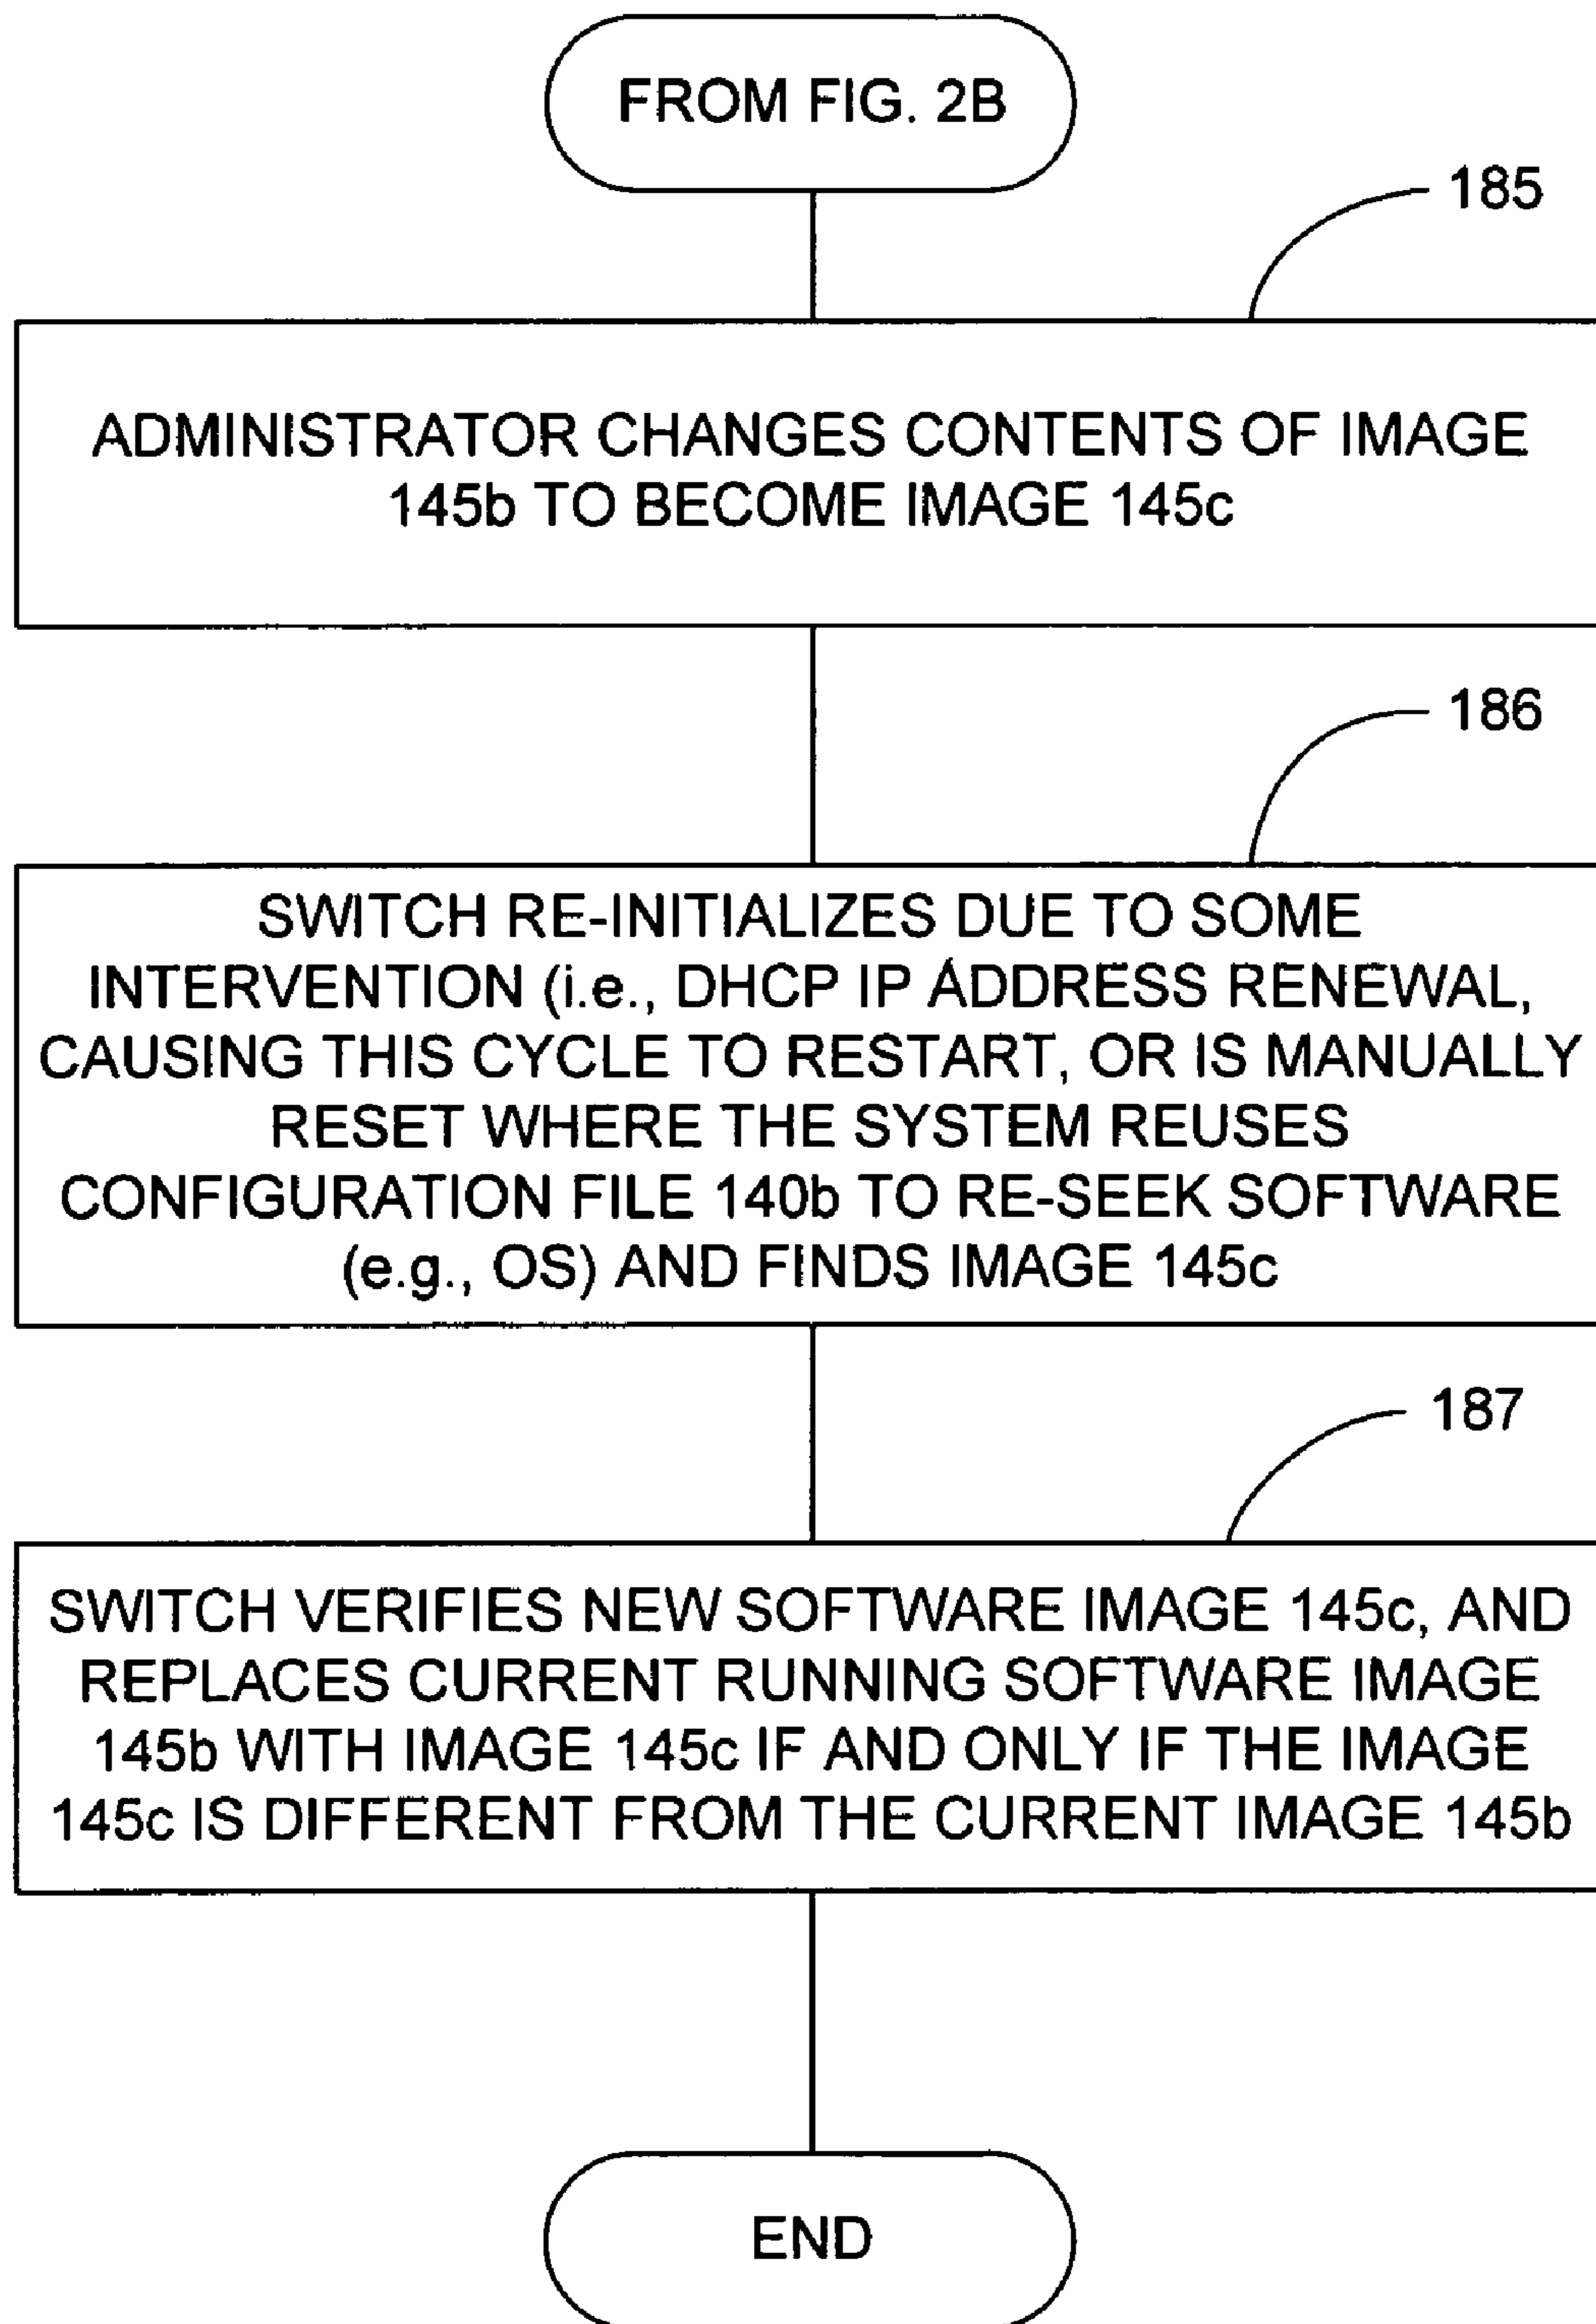 FROM FIG. 2B
185
ADMINISTRATOR CHANGES CONTENTS OF IMAGE
145b TO BECOME IMAGE 145c
186
SWITCH RE-INITIALIZES DUE TO SOME
INTERVENTION (i.e., DHCP IP ADDRESS RENEWAL,
CAUSING THIS CYCLE TO RESTART, OR IS MANUALLY
RESET WHERE THE SYSTEM REUSES
CONFIGURATION FILE 140b TO RE-SEEK SOFTWARE
(e.g., OS) AND FINDS IMAGE 145c
187
SWITCH VERIFIES NEW SOFTWARE IMAGE 145c, AND
REPLACES CURRENT RUNNING SOFTWARE IMAGE
145b WITH IMAGE 145c IF AND ONLY IF THE IMAGE
145c IS DIFFERENT FROM THE CURRENT IMAGE 145b
END